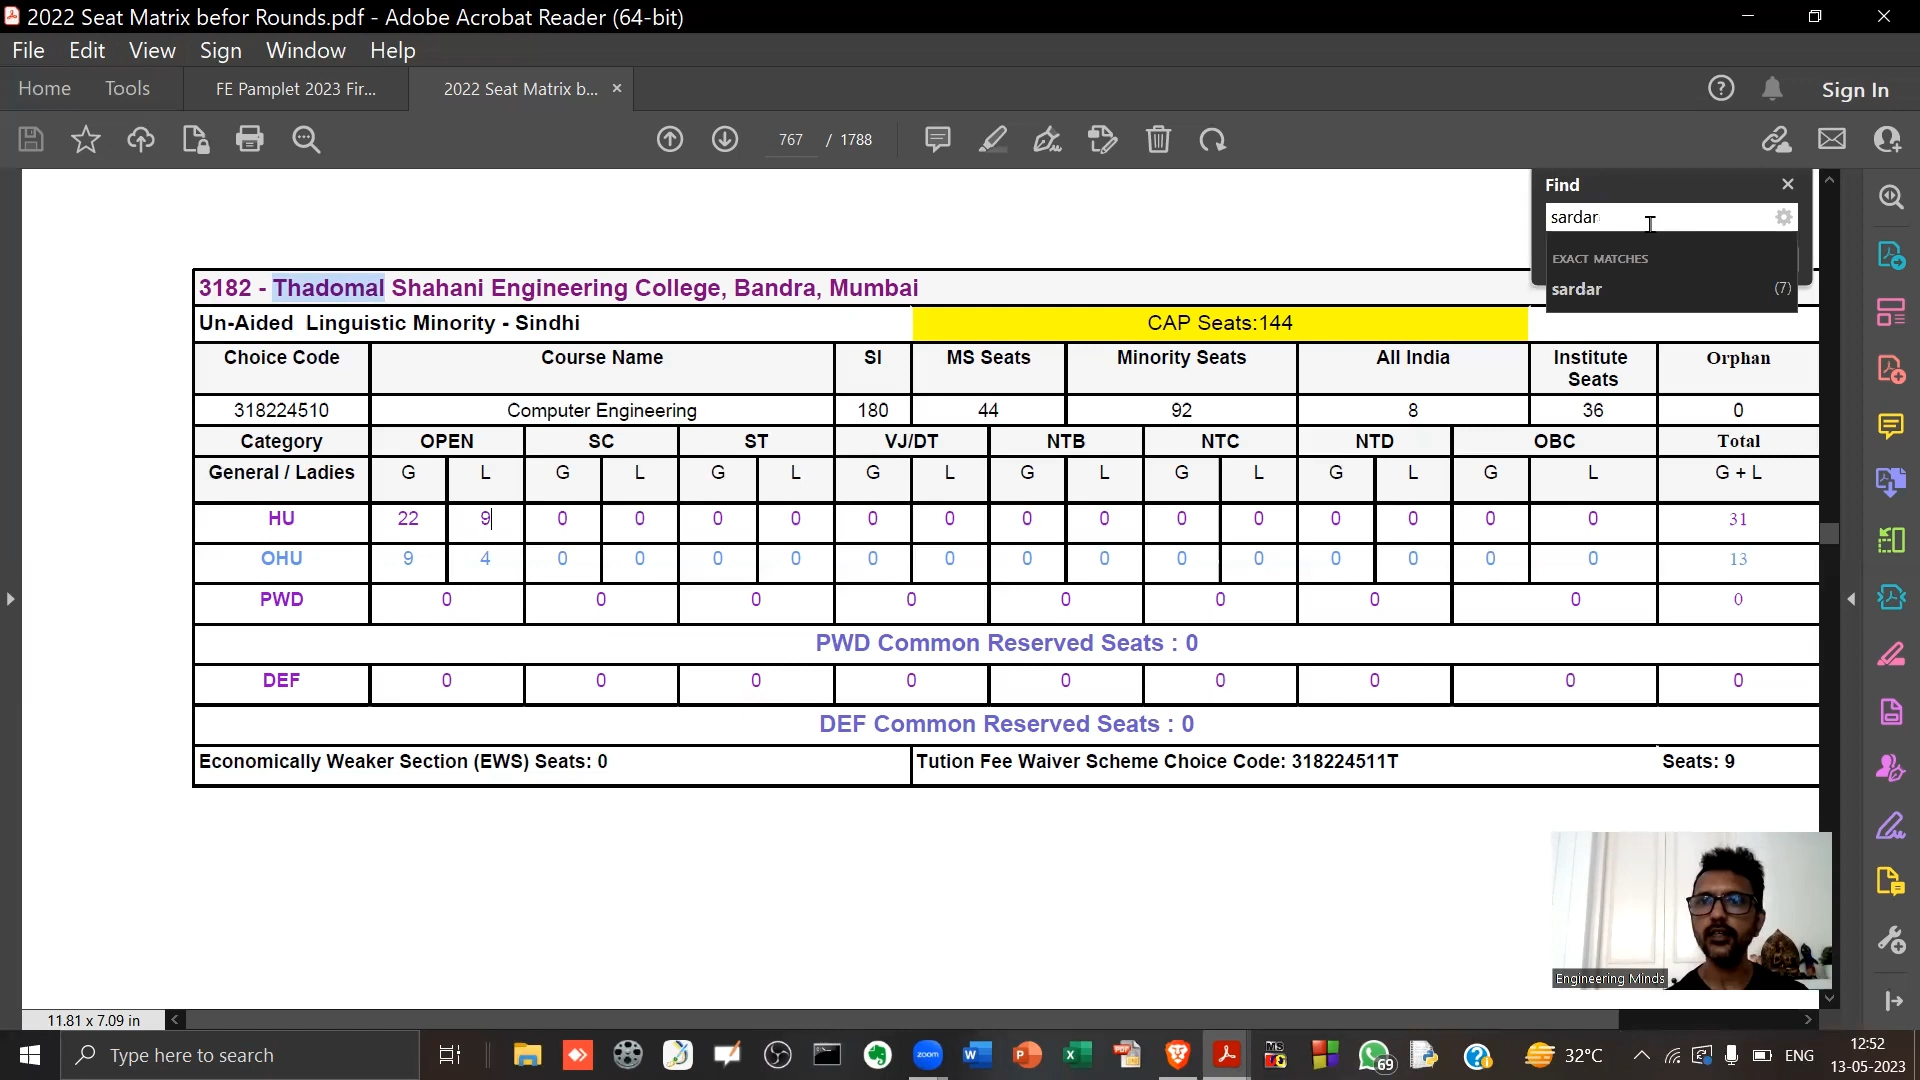 2022 Seat Matrix befor Rounds.pdf - Adobe Acrobat Reader (64-bit)
File Edit View Sign Window Help
Home Tools FE Pamplet 2023 Fir... 2022 Seat Matrix b... × Sign In
767 / 1788
Find
sardar
EXACT MATCHES
sardar (7)
3182 - Thadomal Shahani Engineering College, Bandra, Mumbai
Un-Aided Linguistic Minority - Sindhi CAP Seats:144
Choice Code Course Name SI MS Seats Minority Seats All India Institute Seats Orphan
318224510 Computer Engineering 180 44 92 8 36 0
Category OPEN SC ST VJ/DT NTB NTC NTD OBC Total
General / Ladies G L G L G L G L G L G L G L G L G + L
HU 22 9 0 0 0 0 0 0 0 0 0 0 0 0 0 0 31
OHU 9 4 0 0 0 0 0 0 0 0 0 0 0 0 0 0 13
PWD 0 0 0 0 0 0 0 0 0
PWD Common Reserved Seats : 0
DEF 0 0 0 0 0 0 0 0 0
DEF Common Reserved Seats : 0
Economically Weaker Section (EWS) Seats: 0 Tution Fee Waiver Scheme Choice Code: 318224511T Seats: 9
Engineering Minds
11.81 x 7.09 in
Type here to search zoom 69 32°C ENG 12:52
13-05-2023